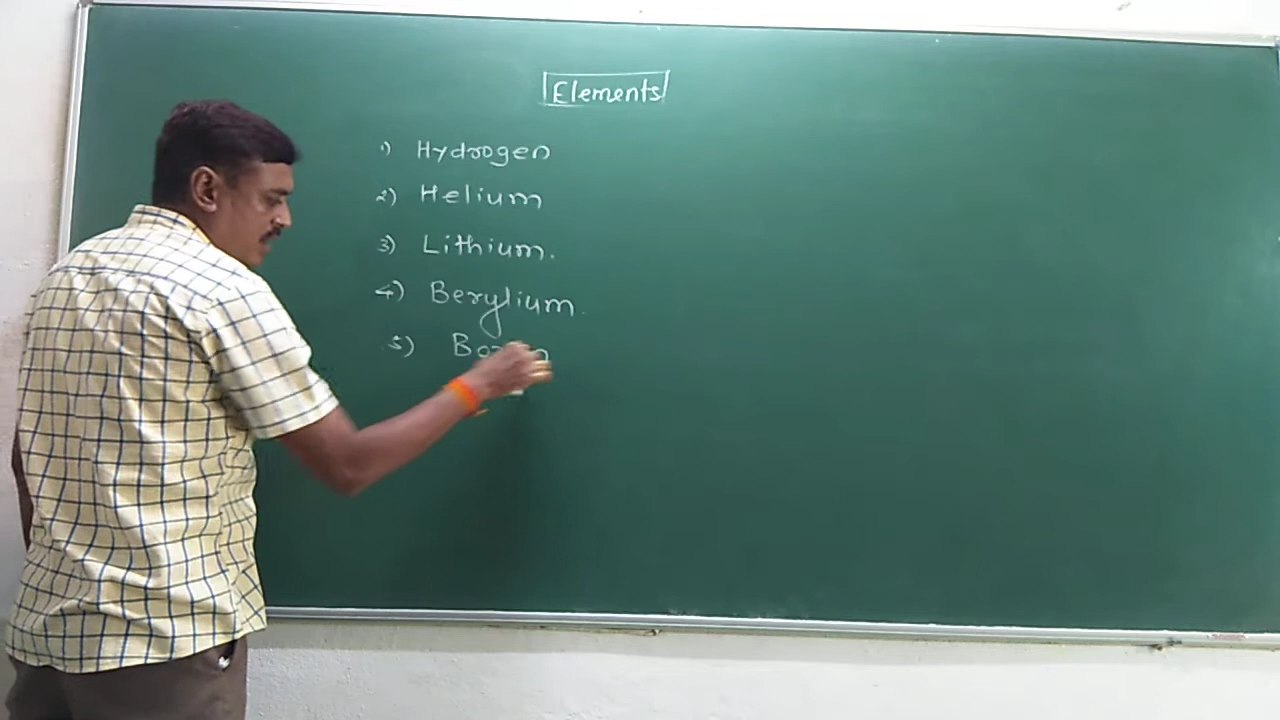 Elements
1) Hydrogen
2) Helium
3) Lithium.
4) Berylium.
5)